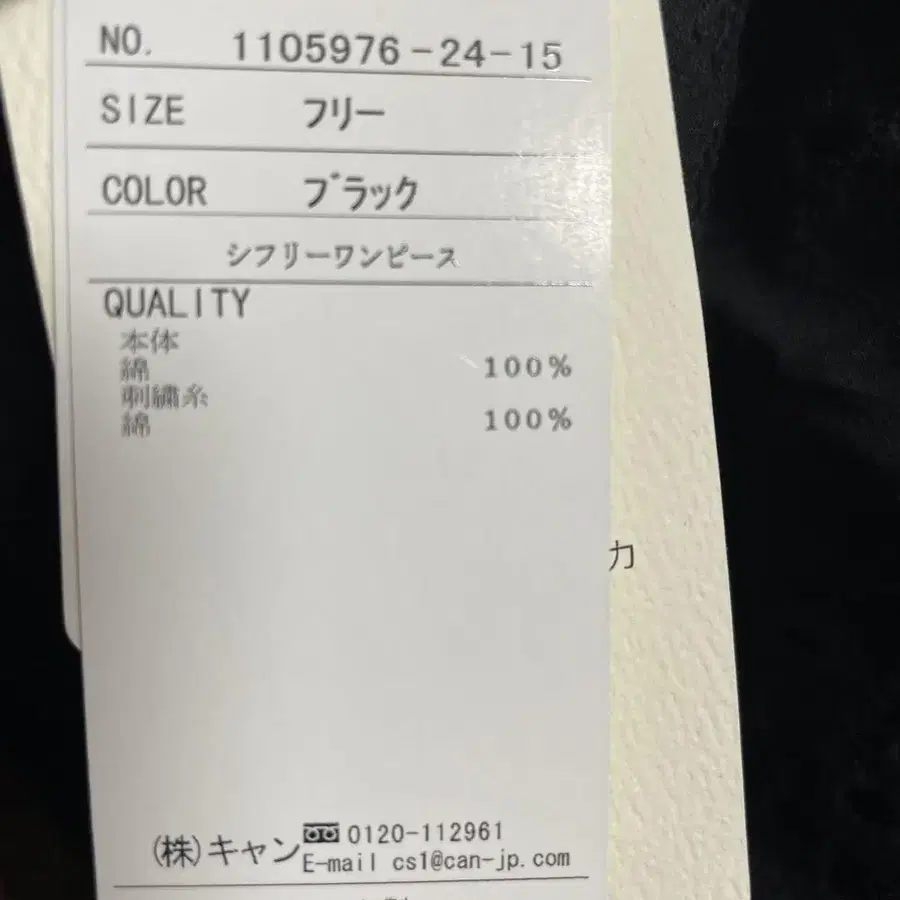 NO. 1105976-24-15
SIZE フリー
COLOR ブラック
シフリーワンピース
QUALITY
本体
綿 100%
刺繍糸
綿 100%
カ
(株)キャン 0120-112961
E-mail cs1@can-jp.com